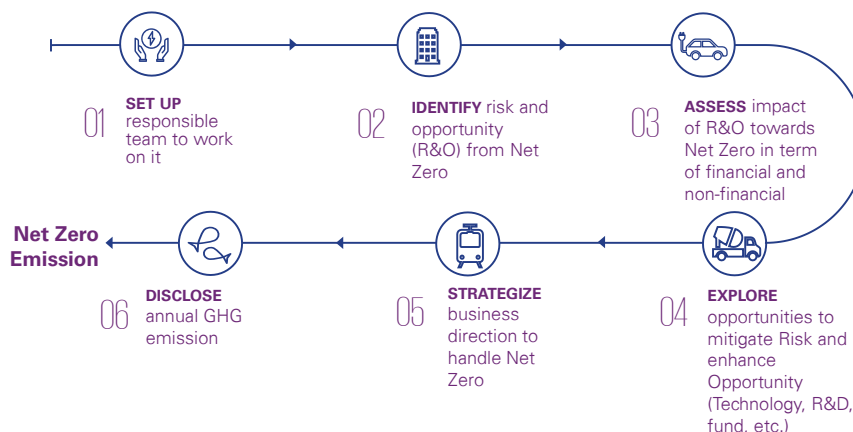 01
SET UP
responsible
team to work
on it
02
IDENTIFY risk and
opportunity
(R&O) from Net
Zero
03
ASSESS impact
of R&O towards
Net Zero in term
of financial and
non-financial
04
EXPLORE
opportunities to
mitigate Risk and
enhance
Opportunity
(Technology, R&D,
fund, etc.)
05
STRATEGIZE
business
direction to
handle Net
Zero
06
DISCLOSE
annual GHG
emission
Net Zero
Emission